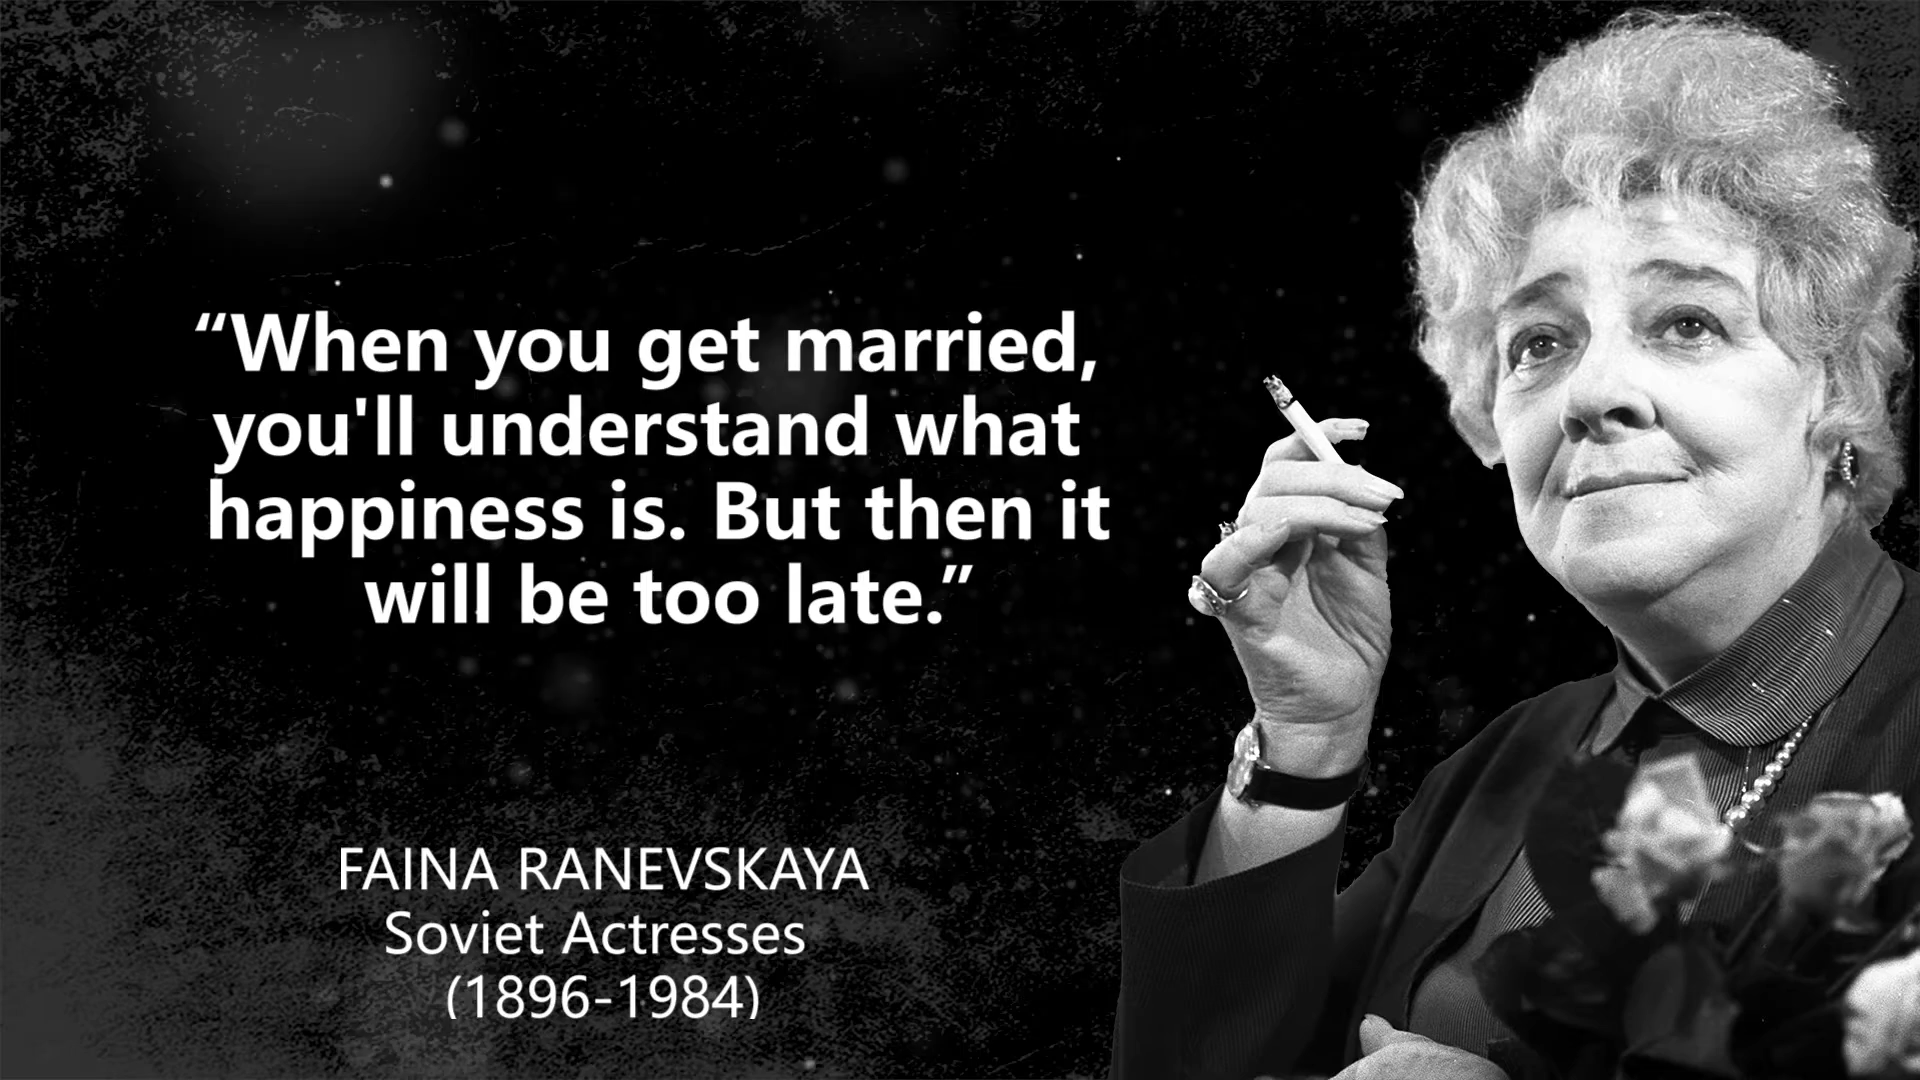 “When you get married,
you'll understand what
happiness is. But then it
will be too late.”
FAINA RANEVSKAYA
Soviet Actresses
(1896-1984)